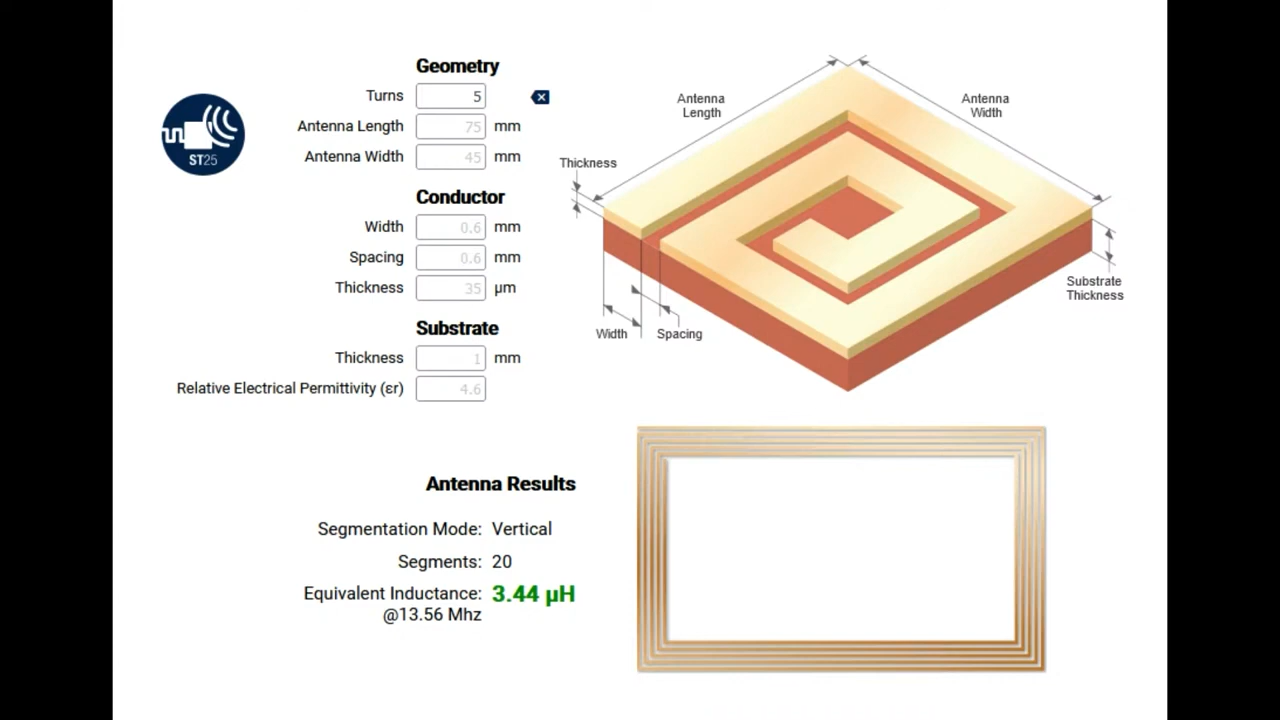 Geometry
Turns 5
Antenna Length 75 mm
Antenna Width 45 mm
ST25
Conductor
Width 0.6 mm
Spacing 0.6 mm
Thickness 35 µm
Substrate
Thickness 1 mm
Relative Electrical Permittivity (εr) 4.6
Antenna
Length
Antenna
Width
Thickness
Substrate
Thickness
Width
Spacing
Antenna Results
Segmentation Mode: Vertical
Segments: 20
Equivalent Inductance: 3.44 µH
@13.56 Mhz